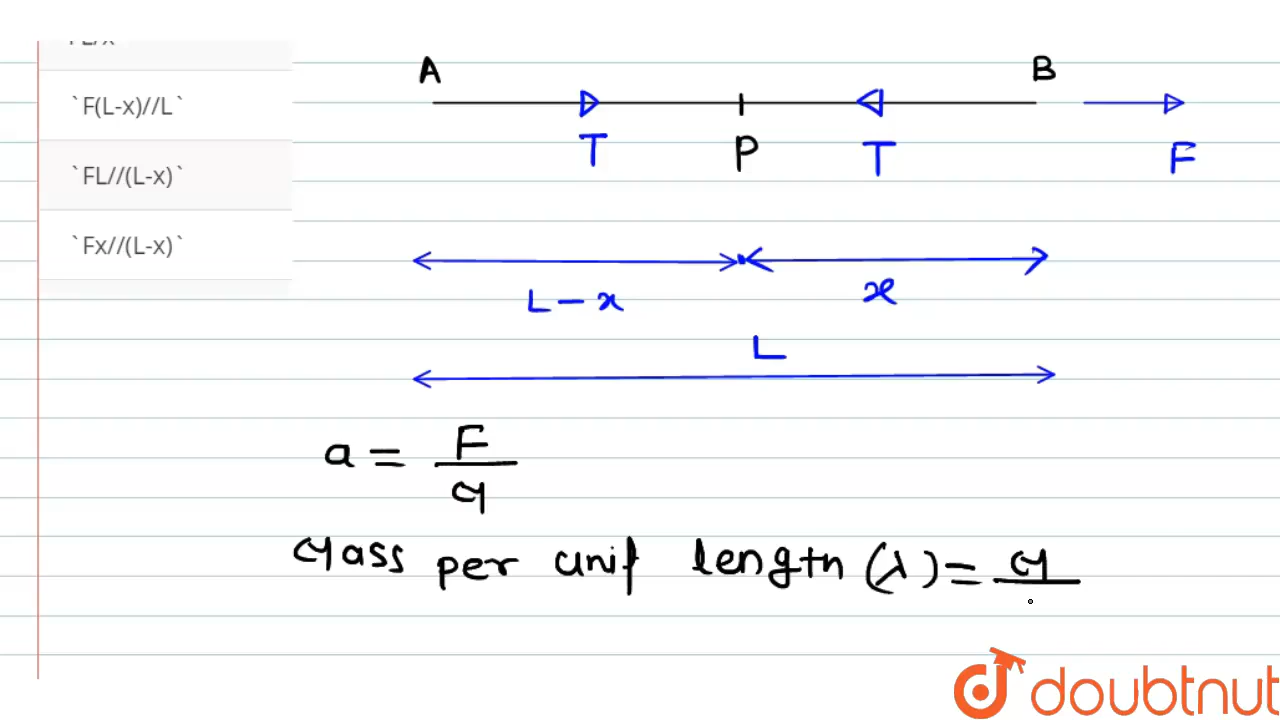 `F(L-x)//L`
`FL//(L-x)`
`Fx//(L-x)`
A B
T P T F
L-x x
L
a = F/M
Mass per unit length (λ) = M
doubtnut